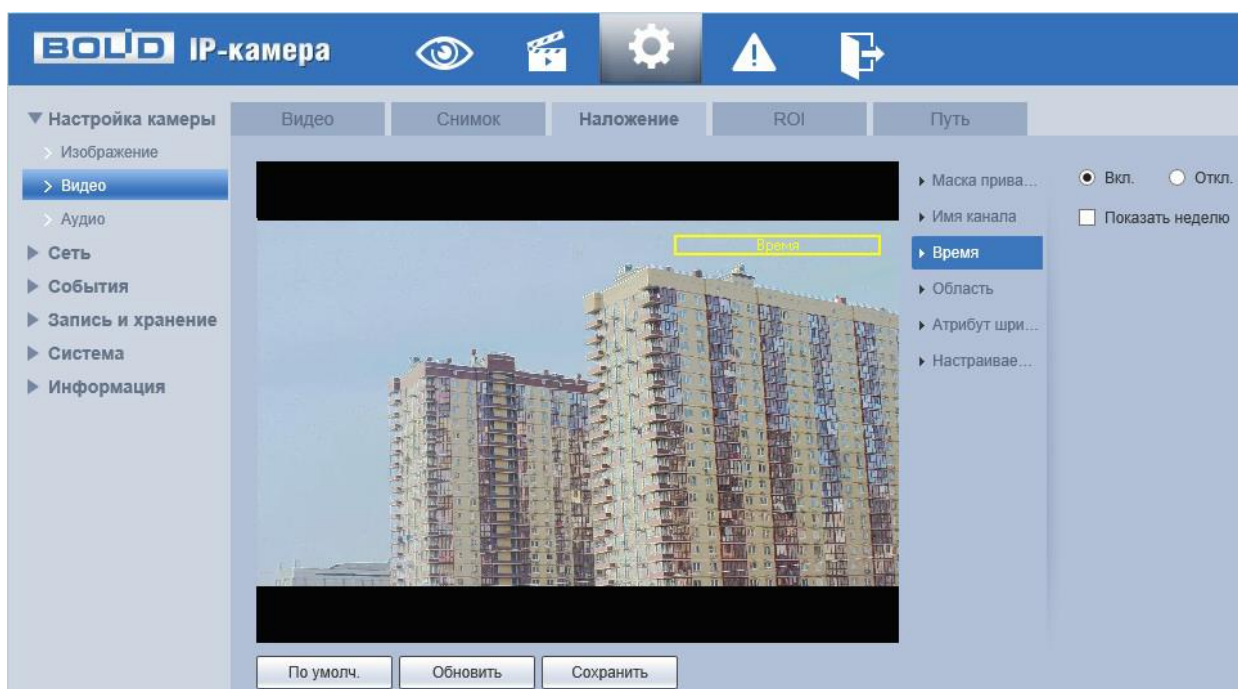 BOLID IP-камера
Настройка камеры
Изображение
Видео
Аудио
Сеть
События
Запись и хранение
Система
Информация
Видео Снимок Наложение ROI Путь
Время
Маска прива...
Имя канала
Время
Область
Атрибут шри...
Настраивае...
Вкл. Откл.
Показать неделю
По умолч. Обновить Сохранить